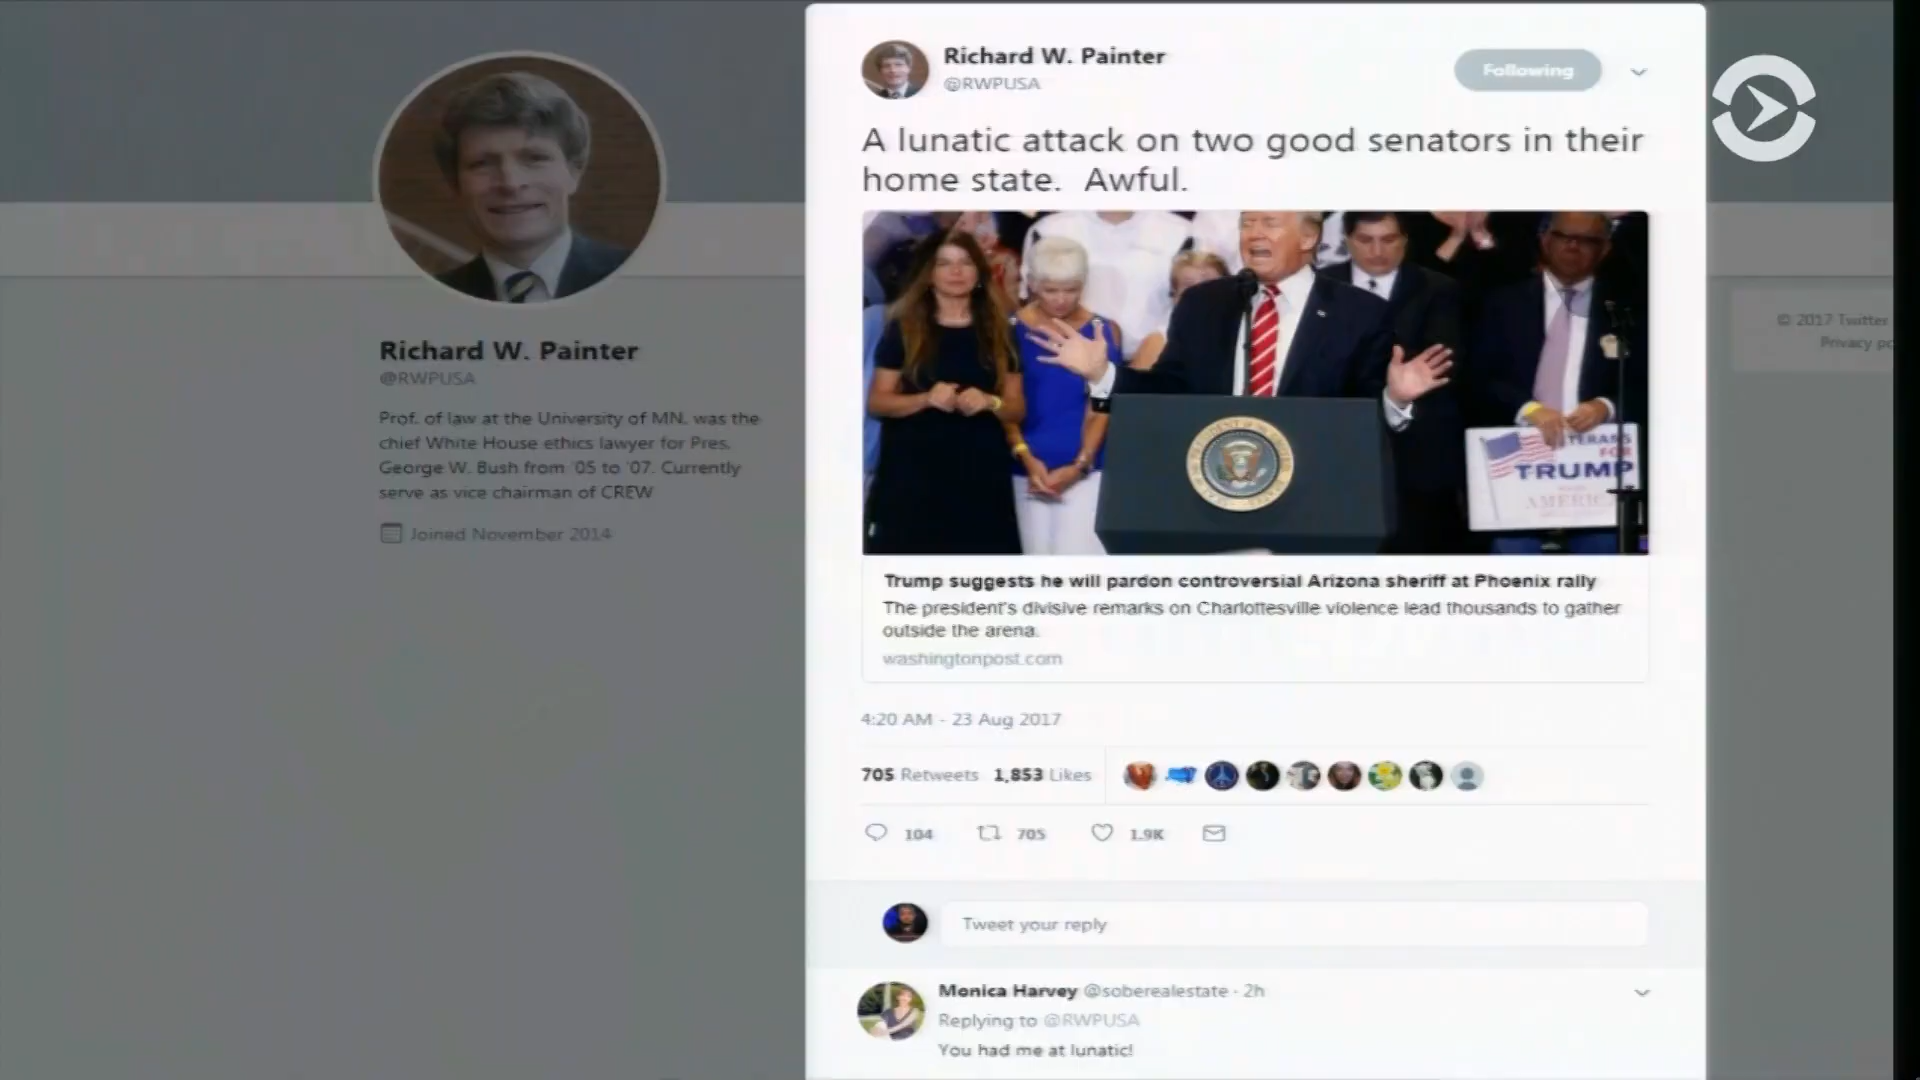 Richard W. Painter
@RWPUSA
Following
A lunatic attack on two good senators in their
home state. Awful.
TERANS
FOR
TRUMP
Trump suggests he will pardon controversial Arizona sheriff at Phoenix rally
The president's divisive remarks on Charlottesville violence lead thousands to gather
outside the arena.
washingtonpost.com
4:20 AM - 23 Aug 2017
705 Retweets 1,853 Likes
104 705 1.9K
Tweet your reply
Monica Harvey @soberealestate · 2h
Replying to @RWPUSA
You had me at lunatic!
Richard W. Painter
@RWPUSA
Prof. of law at the University of MN. was the
chief White House ethics lawyer for Pres.
George W. Bush from '05 to '07. Currently
serve as vice chairman of CREW
Joined November 2014
© 2017 Twitter
Privacy po